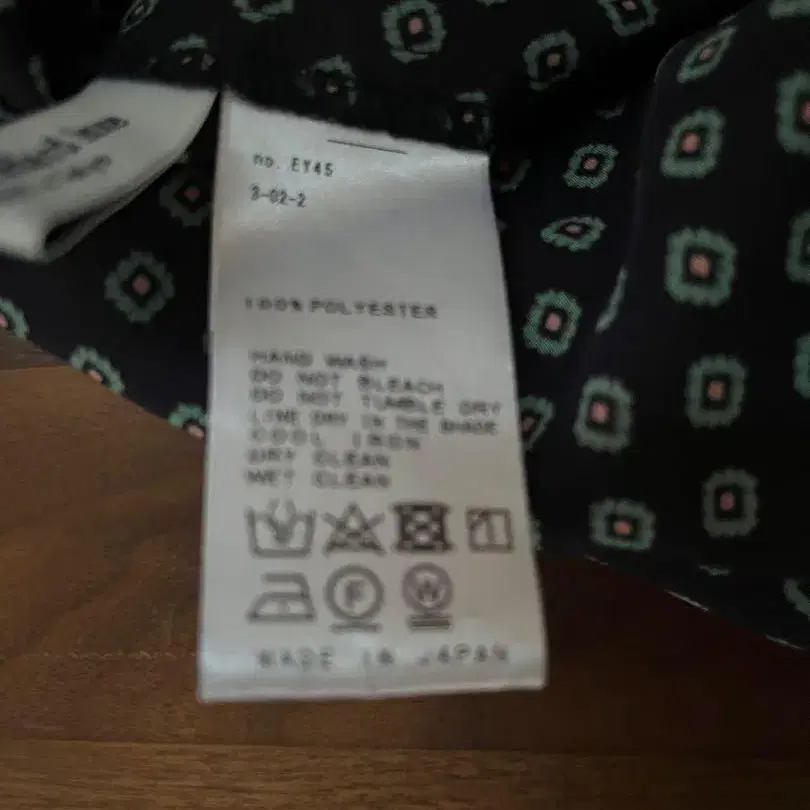 no. EY45
3-02-2
100% POLYESTER
HAND WASH
DO NOT BLEACH
DO NOT TUMBLE DRY
LINE DRY IN THE SHADE
COOL IRON
DRY CLEAN
WET CLEAN
F W
MADE IN JAPAN